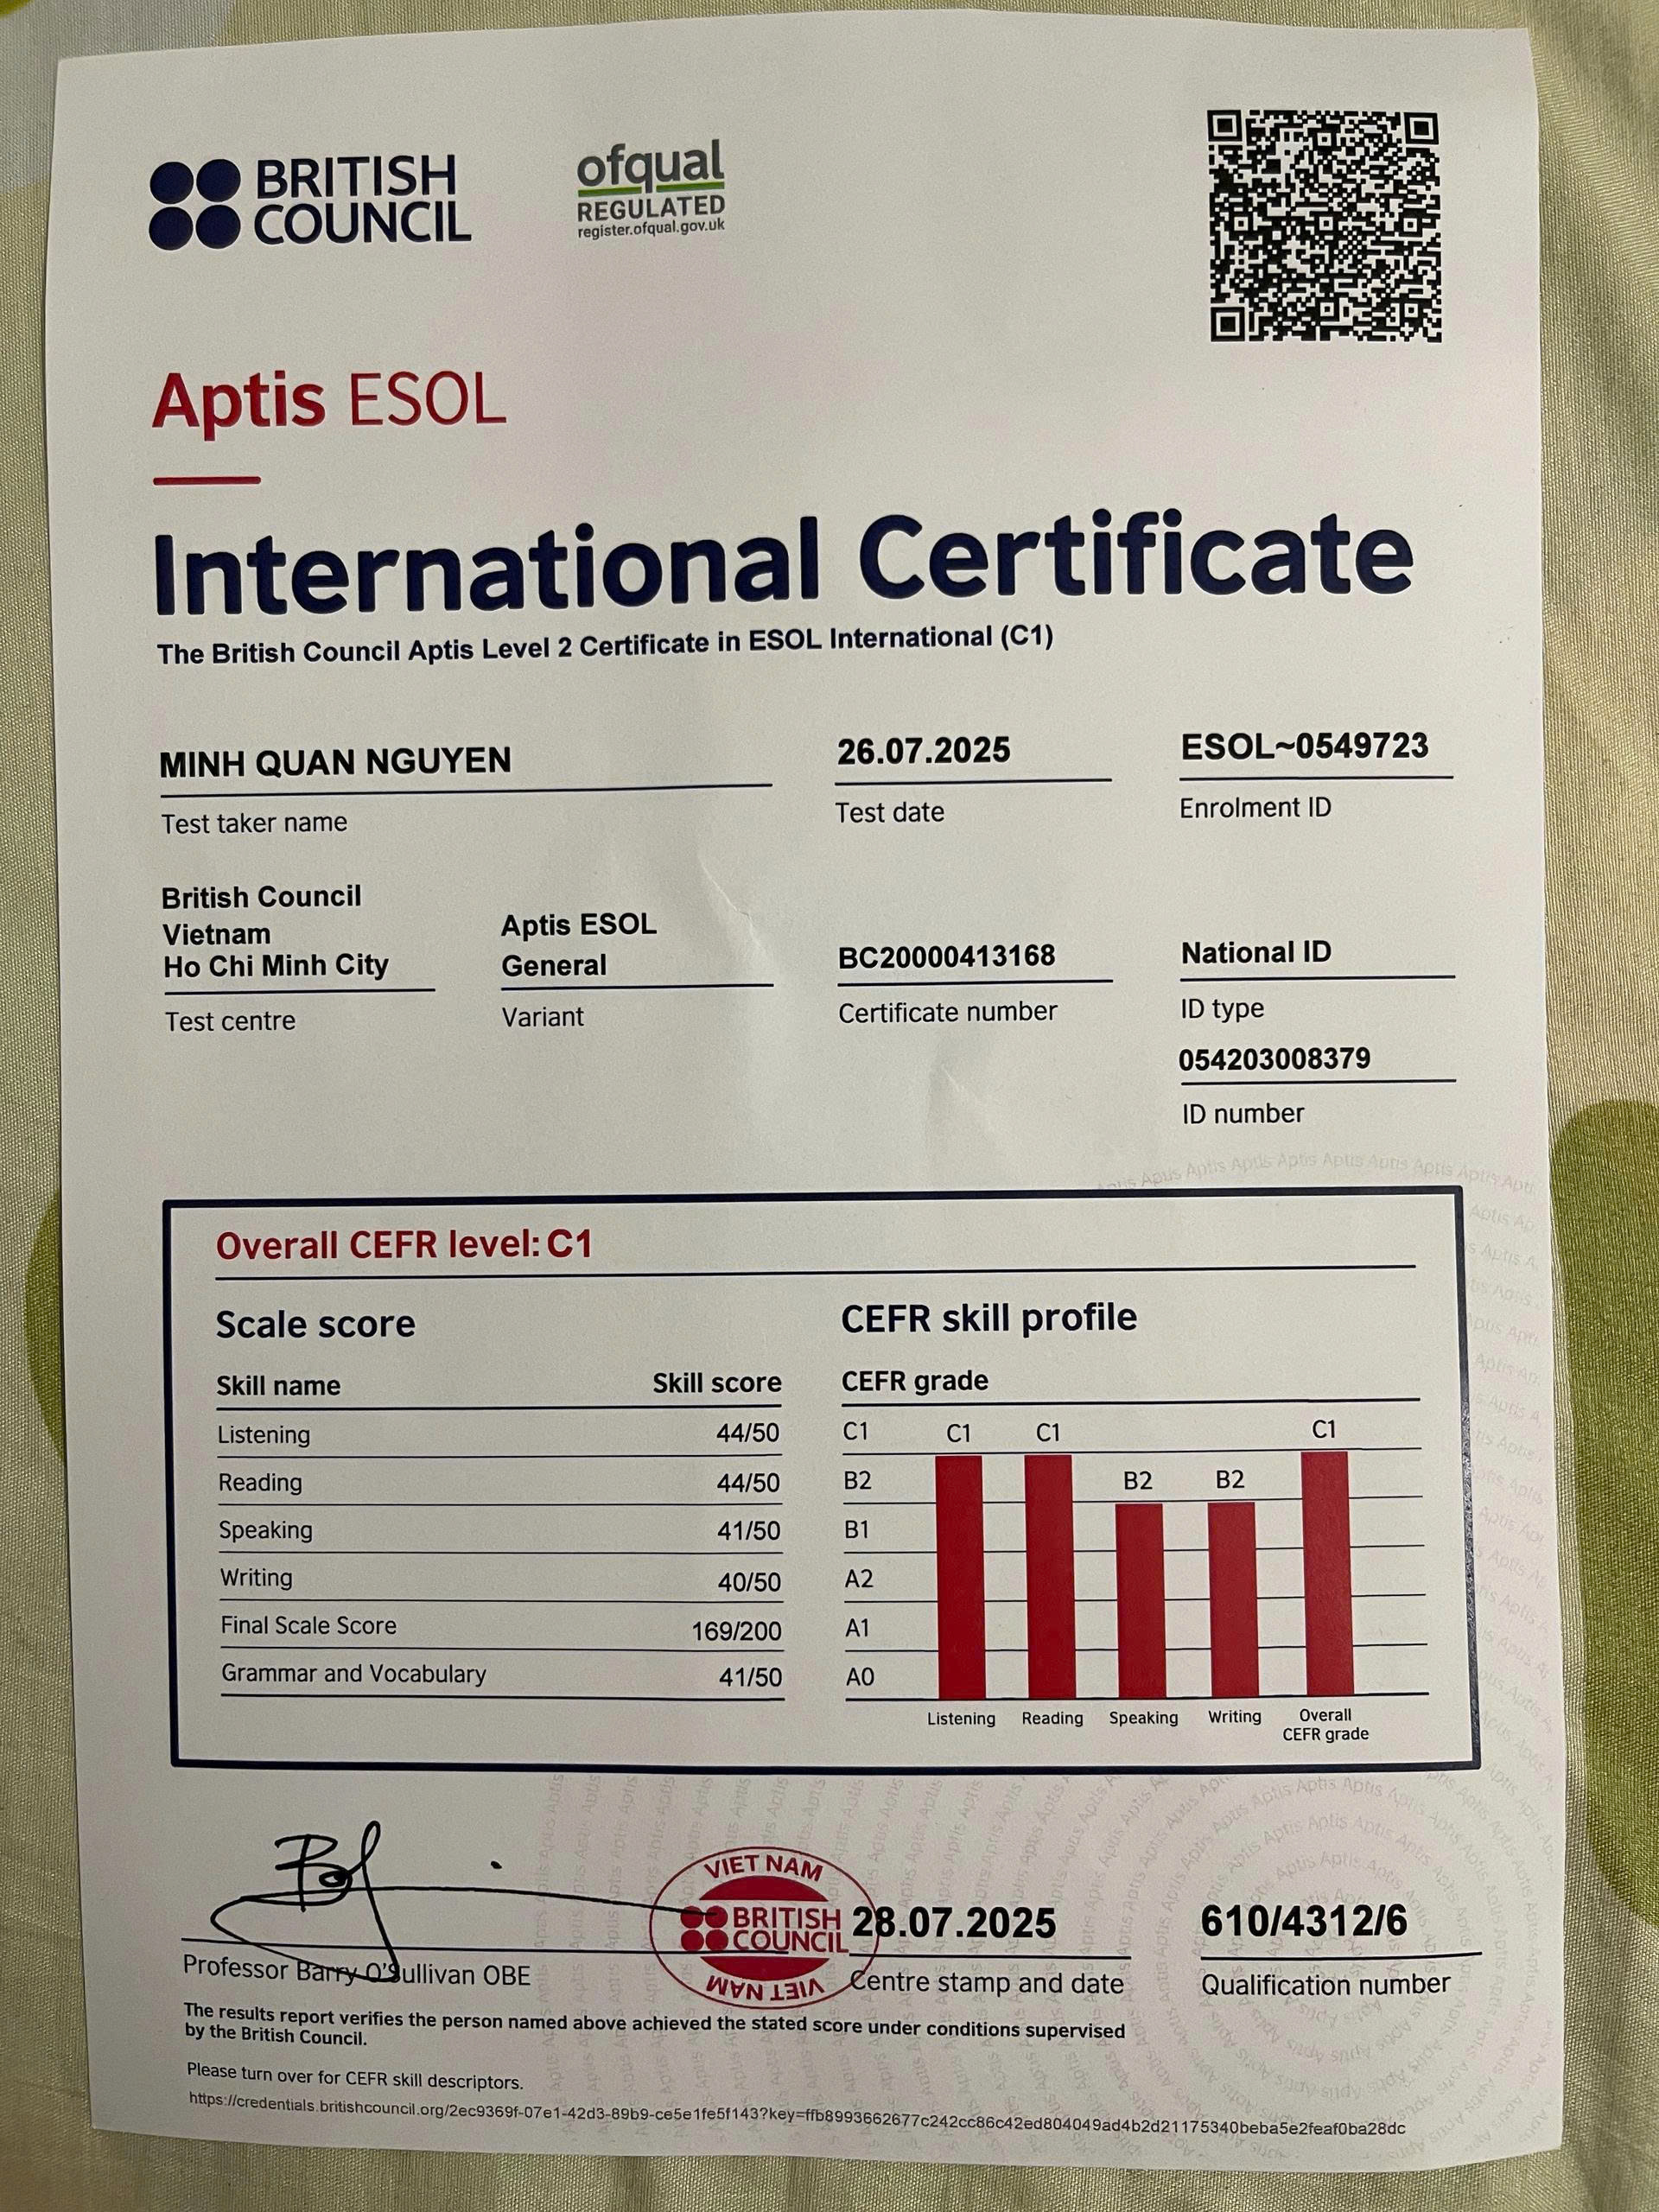 BRITISH
COUNCIL
ofqual
REGULATED
register.ofqual.gov.uk
Aptis ESOL
International Certificate
The British Council Aptis Level 2 Certificate in ESOL International (C1)
MINH QUAN NGUYEN
Test taker name
26.07.2025
Test date
ESOL~0549723
Enrolment ID
British Council
Vietnam
Ho Chi Minh City
Test centre
Aptis ESOL
General
Variant
BC20000413168
Certificate number
National ID
ID type
054203008379
ID number
Overall CEFR level: C1
Scale score
Skill name Skill score
Listening 44/50
Reading 44/50
Speaking 41/50
Writing 40/50
Final Scale Score 169/200
Grammar and Vocabulary 41/50
CEFR skill profile
CEFR grade
C1 C1 C1 C1
B2 B2 B2
B1
A2
A1
A0
Listening Reading Speaking Writing Overall
CEFR grade
Professor Barry O'Sullivan OBE
VIET NAM
BRITISH
COUNCIL
VIET NAM
28.07.2025
Centre stamp and date
610/4312/6
Qualification number
The results report verifies the person named above achieved the stated score under conditions supervised
by the British Council.
Please turn over for CEFR skill descriptors.
https://credentials.britishcouncil.org/2ec9369f-07e1-42d3-89b9-ce5e1fe5f143?key=ffb8993662677c242cc86c42ed804049ad4b2d21175340beba5e2feaf0ba28dc